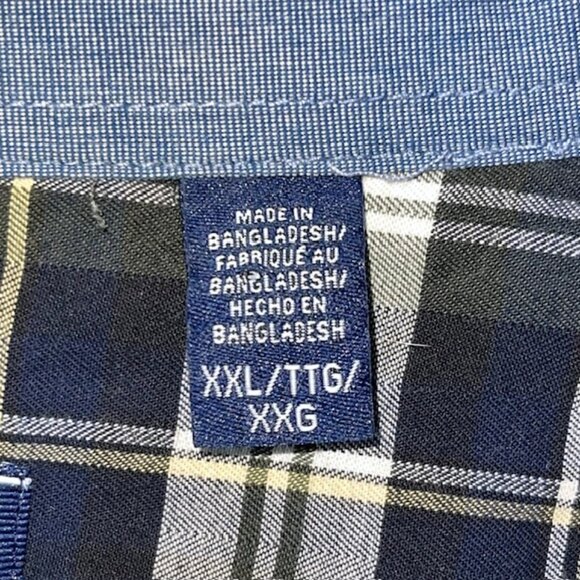 MADE IN
BANGLADESH/
FABRIQUÉ AU
BANGLADESH/
HECHO EN
BANGLADESH
XXL/TTG/
XXG